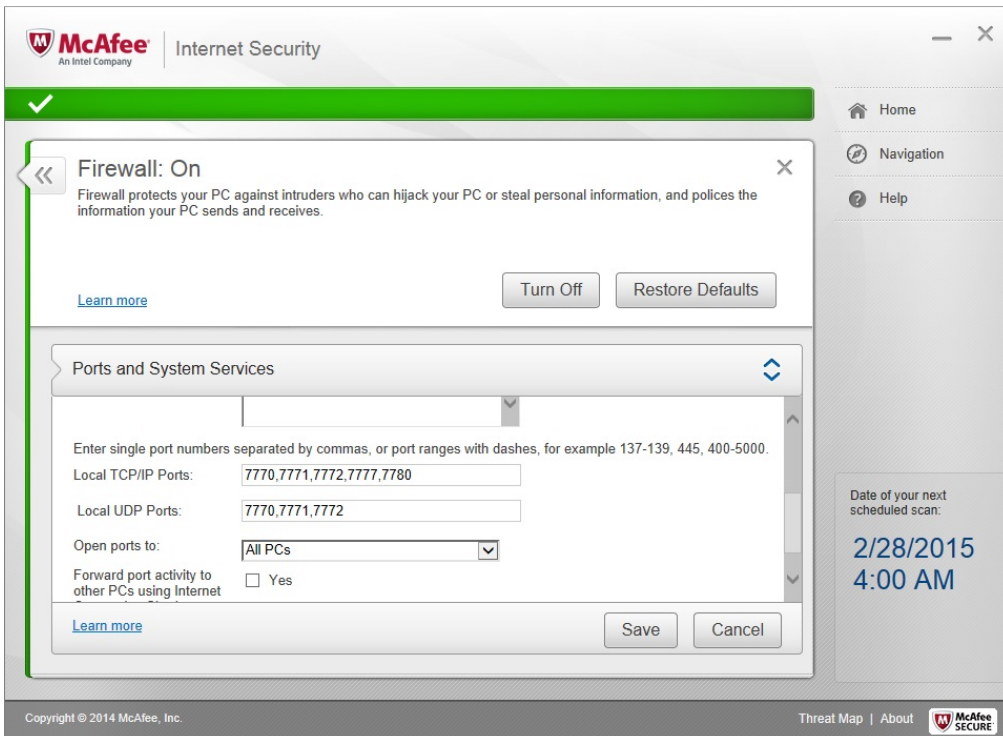 McAfee
An Intel Company
Internet Security
Home
Navigation
Help
Firewall: On
Firewall protects your PC against intruders who can hijack your PC or steal personal information, and polices the
information your PC sends and receives.
Learn more
Turn Off
Restore Defaults
Ports and System Services
Enter single port numbers separated by commas, or port ranges with dashes, for example 137-139, 445, 400-5000.
Local TCP/IP Ports: 7770,7771,7772,7777,7780
Local UDP Ports: 7770,7771,7772
Open ports to: All PCs
Forward port activity to
other PCs using Internet
Yes
Learn more
Save
Cancel
Date of your next
scheduled scan:
2/28/2015
4:00 AM
Copyright © 2014 McAfee, Inc.
Threat Map | About
McAfee
SECURE